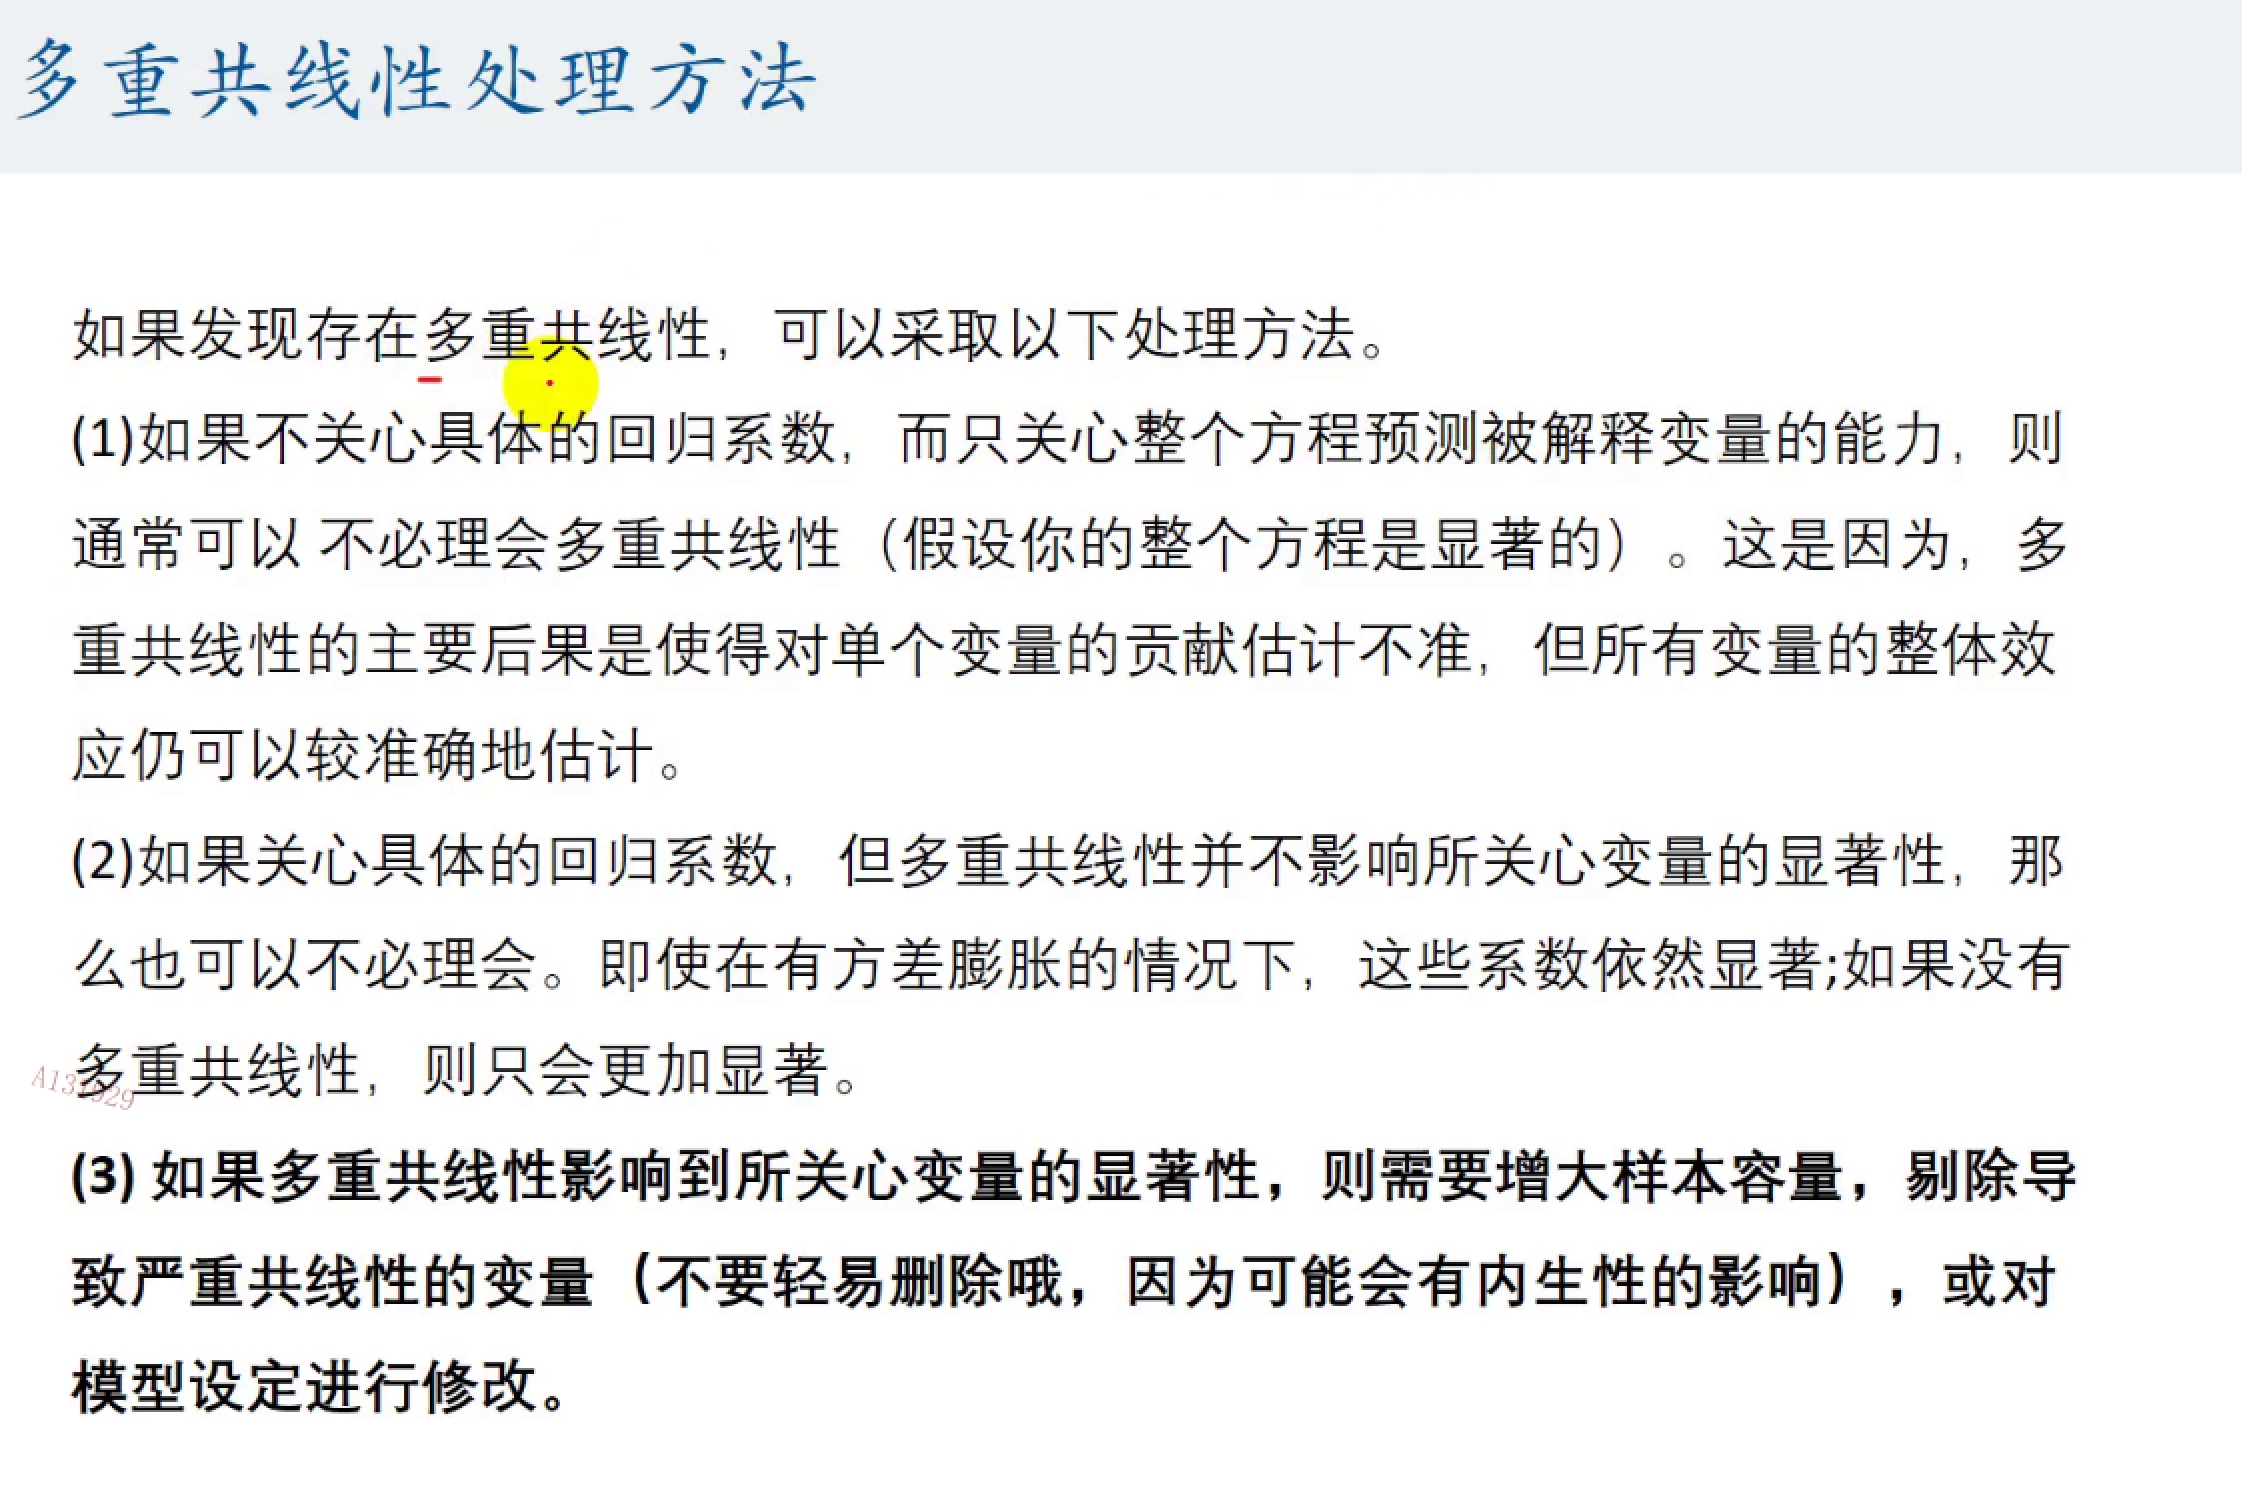 多重共线性处理方法
如果发现存在多重共线性，可以采取以下处理方法。
(1)如果不关心具体的回归系数，而只关心整个方程预测被解释变量的能力，则
通常可以 不必理会多重共线性（假设你的整个方程是显著的）。这是因为，多
重共线性的主要后果是使得对单个变量的贡献估计不准，但所有变量的整体效
应仍可以较准确地估计。
(2)如果关心具体的回归系数，但多重共线性并不影响所关心变量的显著性，那
么也可以不必理会。即使在有方差膨胀的情况下，这些系数依然显著;如果没有
多重共线性，则只会更加显著。
(3) 如果多重共线性影响到所关心变量的显著性，则需要增大样本容量，剔除导
致严重共线性的变量（不要轻易删除哦，因为可能会有内生性的影响），或对
模型设定进行修改。